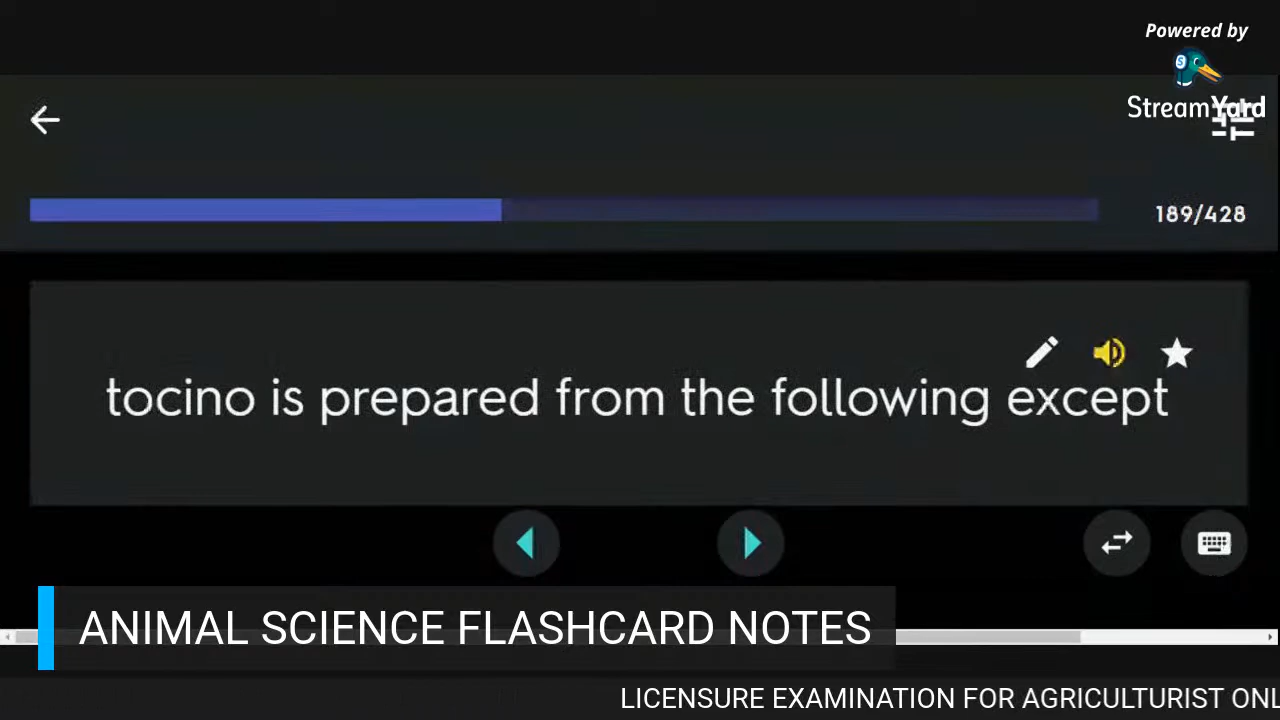 Powered by
StreamYard
189/428
tocino is prepared from the following except
ANIMAL SCIENCE FLASHCARD NOTES
LICENSURE EXAMINATION FOR AGRICULTURIST ONL